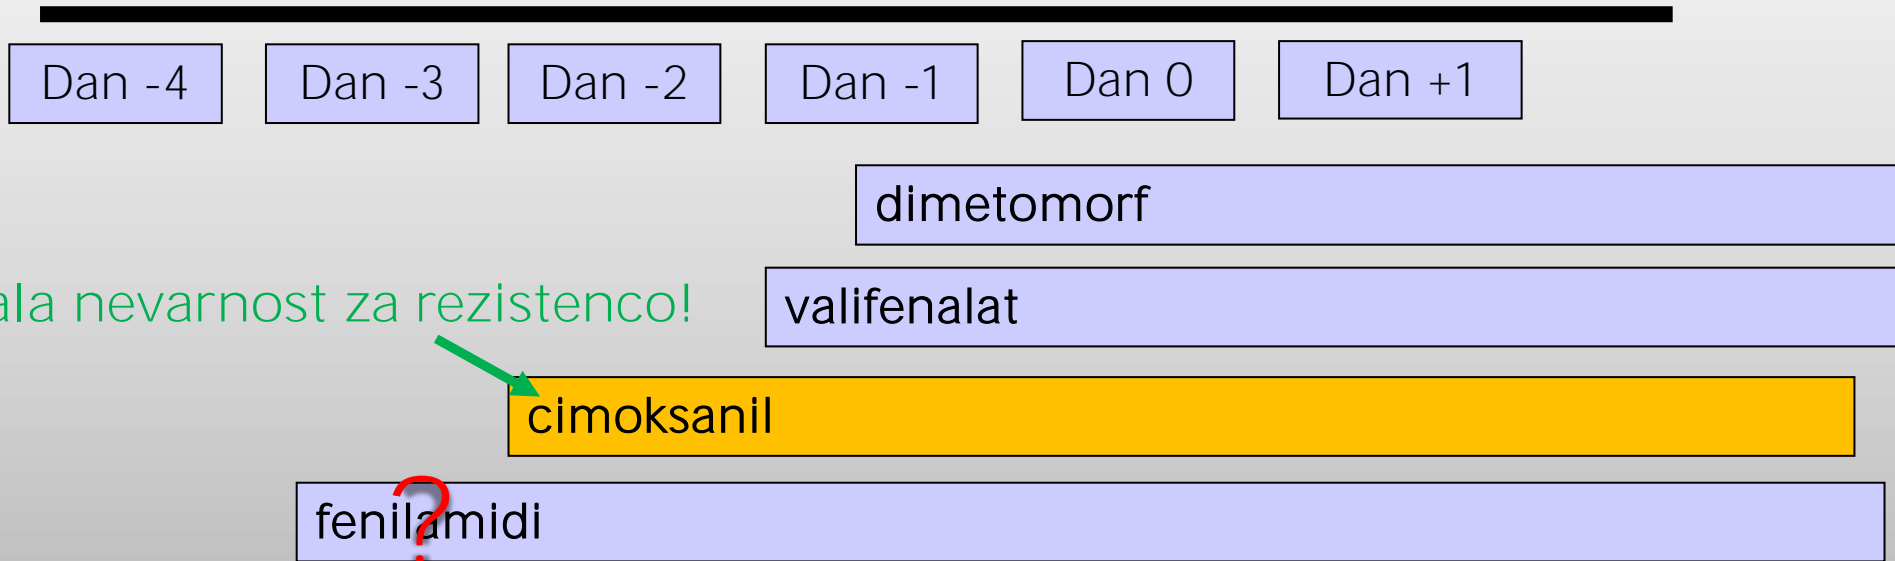 Dan -4 Dan -3 Dan -2 Dan -1 Dan 0 Dan +1
dimetomorf
ala nevarnost za rezistenco!
valifenalat
cimoksanil
fenilamidi
?